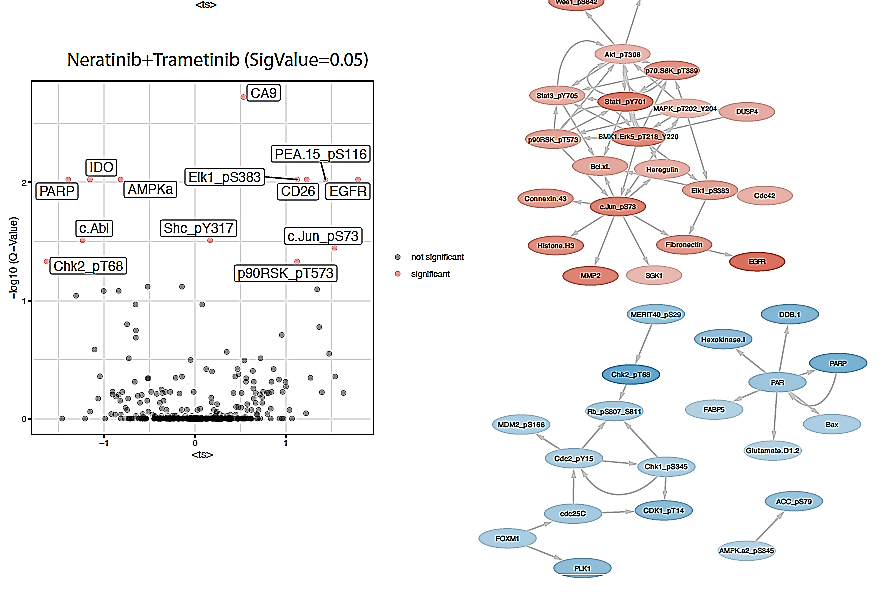 <ts>
Neratinib+Trametinib (SigValue=0.05)
CA9
PEA.15_pS116
IDO
Elk1_pS383
PARP
AMPKa
CD26
EGFR
c.Abl
Shc_pY317
c.Jun_pS73
Chk2_pT68
p90RSK_pT573
−log10 (Q−Value)
2
1
0
−1
0
1
<ts>
not significant
significant
Wee1_pS642
Akt_pT308
p70.S6K_pT389
Stat3_pY705
Stat1_pY701
MAPK_pT202_Y204
DUSP4
p90RSK_pT573
BMK1.Erk5_pT218_Y220
Bcl.xL
Heregulin
Elk1_pS383
Cdc42
Connexin.43
c.Jun_pS73
Histone.H3
Fibronectin
EGFR
MMP2
SGK1
MERIT40_pS29
DDB.1
Hexokinase.I
Chk2_pT68
PARP
PAR
Rb_pS807_S811
FABP5
Bax
MDM2_pS166
Glutamate.D1.2
Cdc2_pY15
Chk1_pS345
ACC_pS79
cdc25C
CDK1_pT14
FOXM1
AMPK.a2_pS345
PLK1